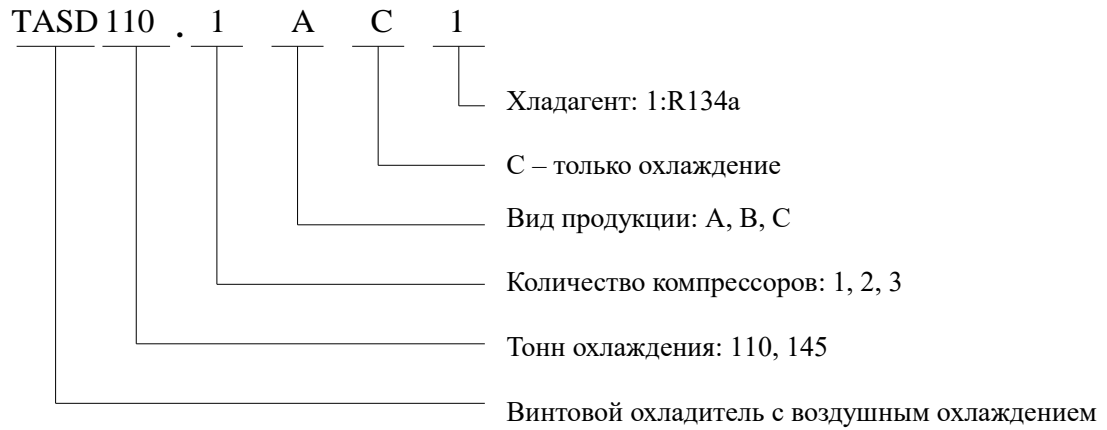 TASD 110 . 1 A C 1
Хладагент: 1:R134a
С – только охлаждение
Вид продукции: А, В, С
Количество компрессоров: 1, 2, 3
Тонн охлаждения: 110, 145
Винтовой охладитель с воздушным охлаждением